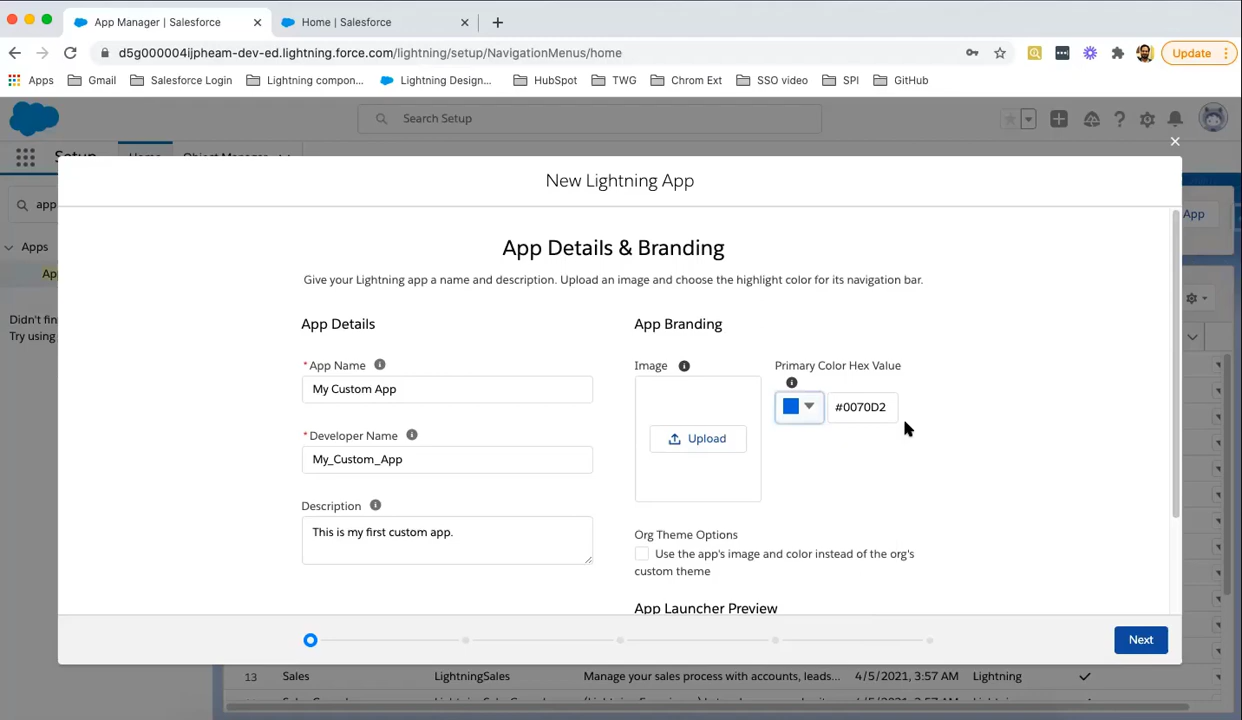 App Manager | Salesforce
Home | Salesforce
d5g000004ijpheam-dev-ed.lightning.force.com/lightning/setup/NavigationMenus/home
Update
Apps
Gmail
Salesforce Login
Lightning compon...
Lightning Design...
HubSpot
TWG
Chrom Ext
SSO video
SPI
GitHub
Search Setup
Setup
Home
Object Manager
New Lightning App
app
App
Apps
App Details & Branding
Give your Lightning app a name and description. Upload an image and choose the highlight color for its navigation bar.
Didn't fin
Try using
App Details
App Branding
* App Name
Image
Primary Color Hex Value
My Custom App
#0070D2
* Developer Name
Upload
My_Custom_App
Description
This is my first custom app.
Org Theme Options
Use the app's image and color instead of the org's
custom theme
App Launcher Preview
Next
13
Sales
LightningSales
Manage your sales process with accounts, leads...
4/5/2021, 3:57 AM
Lightning